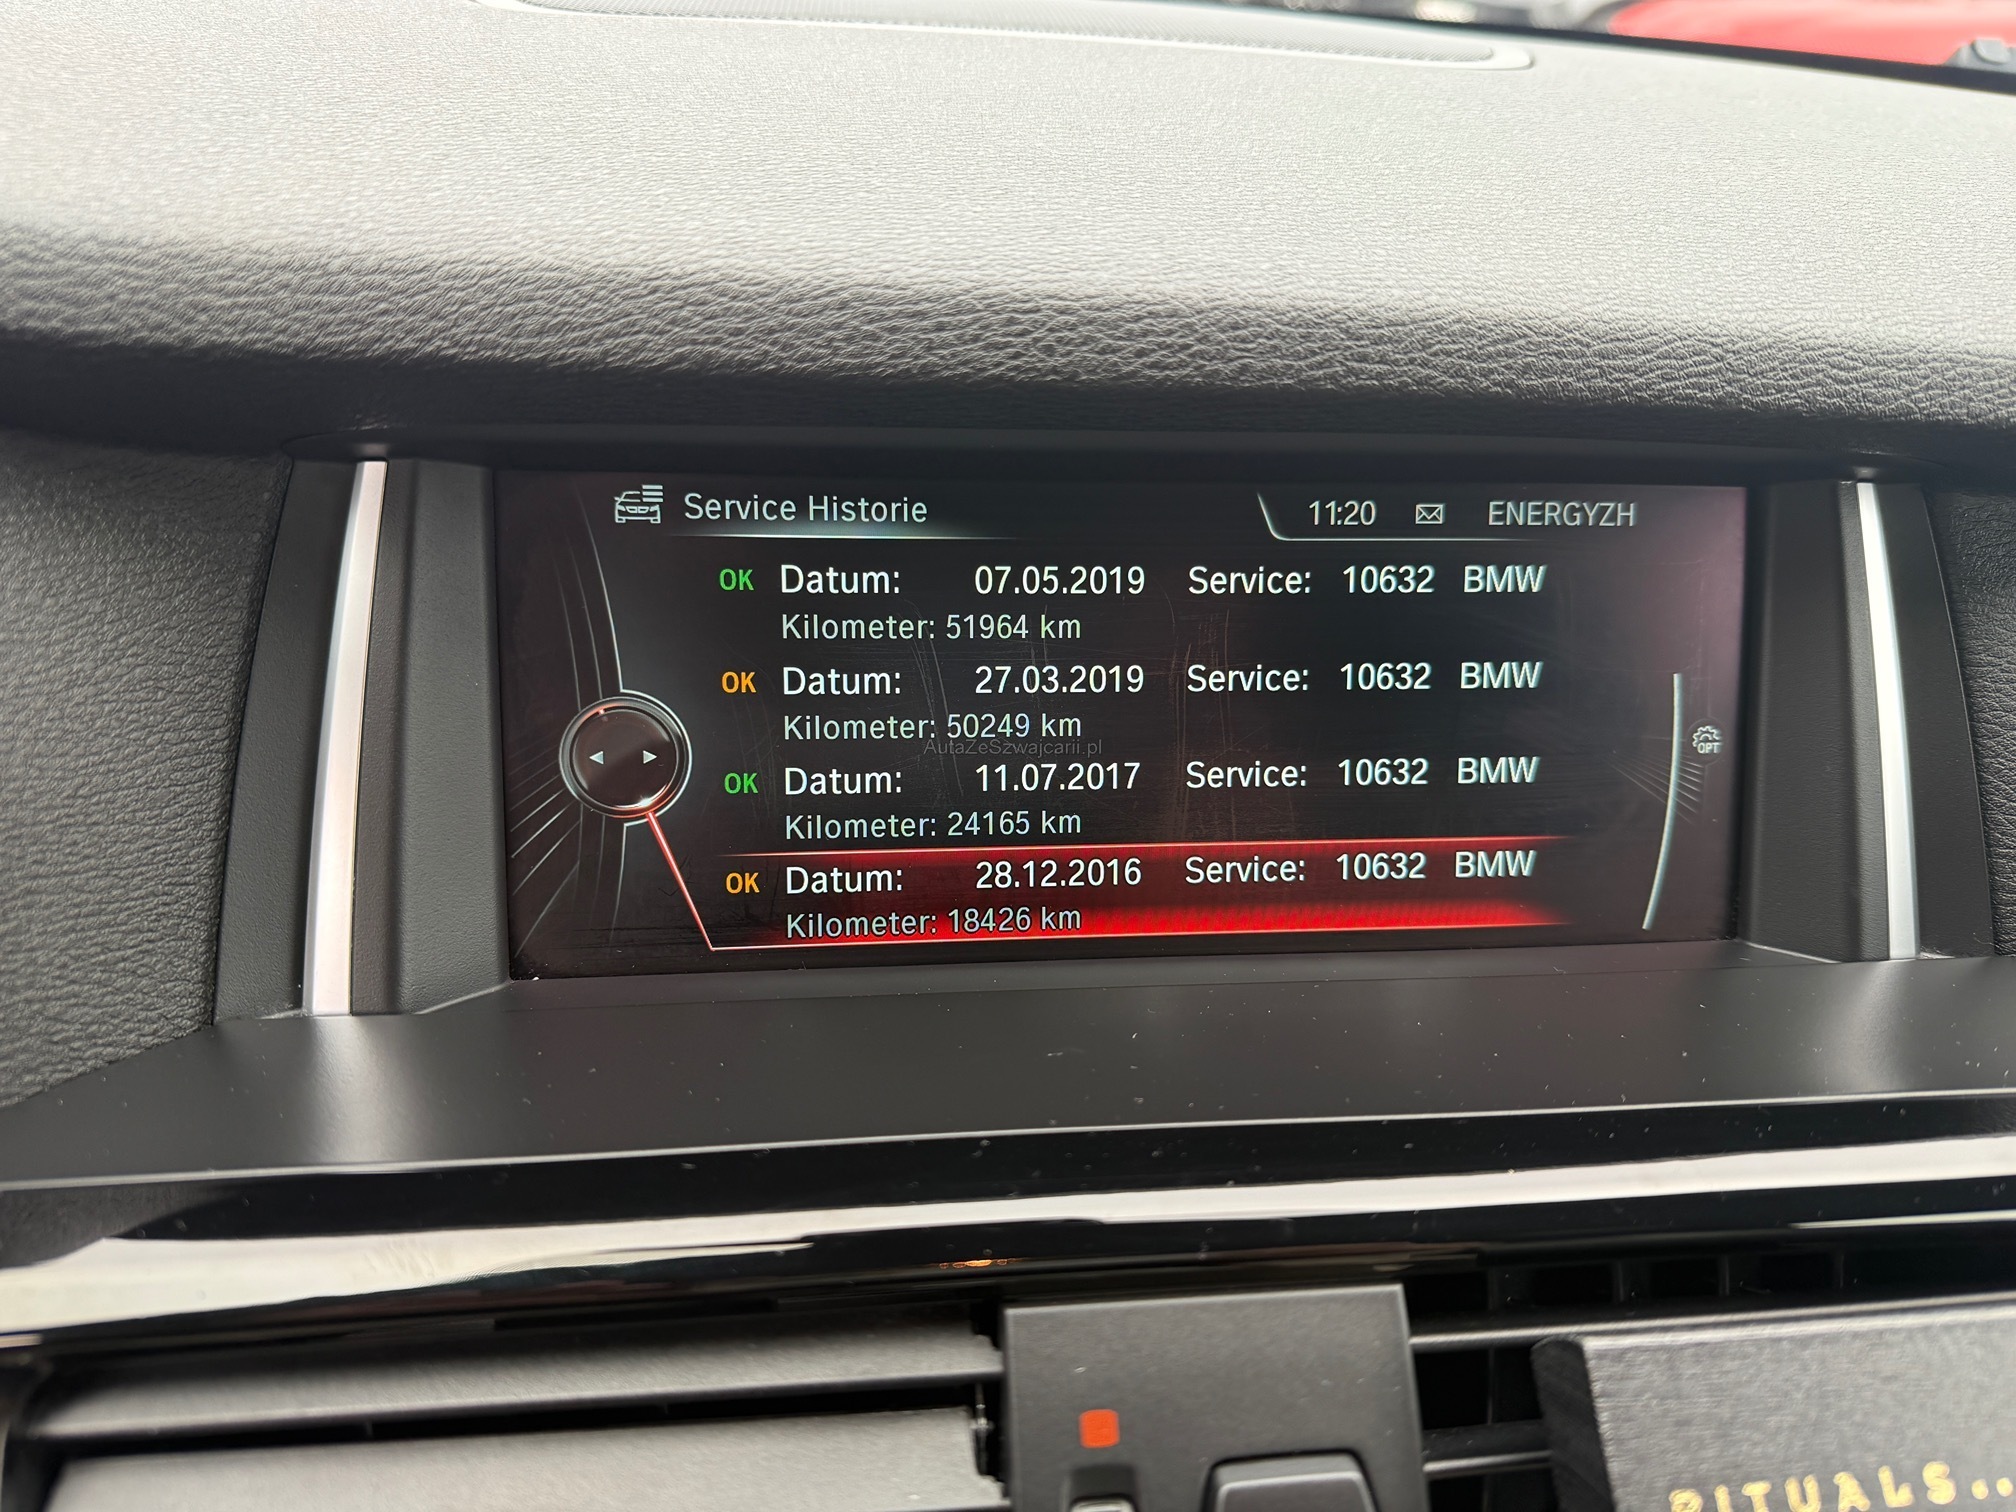 Service Historie 11:20 ENERGYZH
OK Datum: 07.05.2019 Service: 10632 BMW
Kilometer: 51964 km
OK Datum: 27.03.2019 Service: 10632 BMW
Kilometer: 50249 km
AutaZeSzwajcarii.pl
OK Datum: 11.07.2017 Service: 10632 BMW
Kilometer: 24165 km
OK Datum: 28.12.2016 Service: 10632 BMW
Kilometer: 18426 km
OPT
RITUALS...